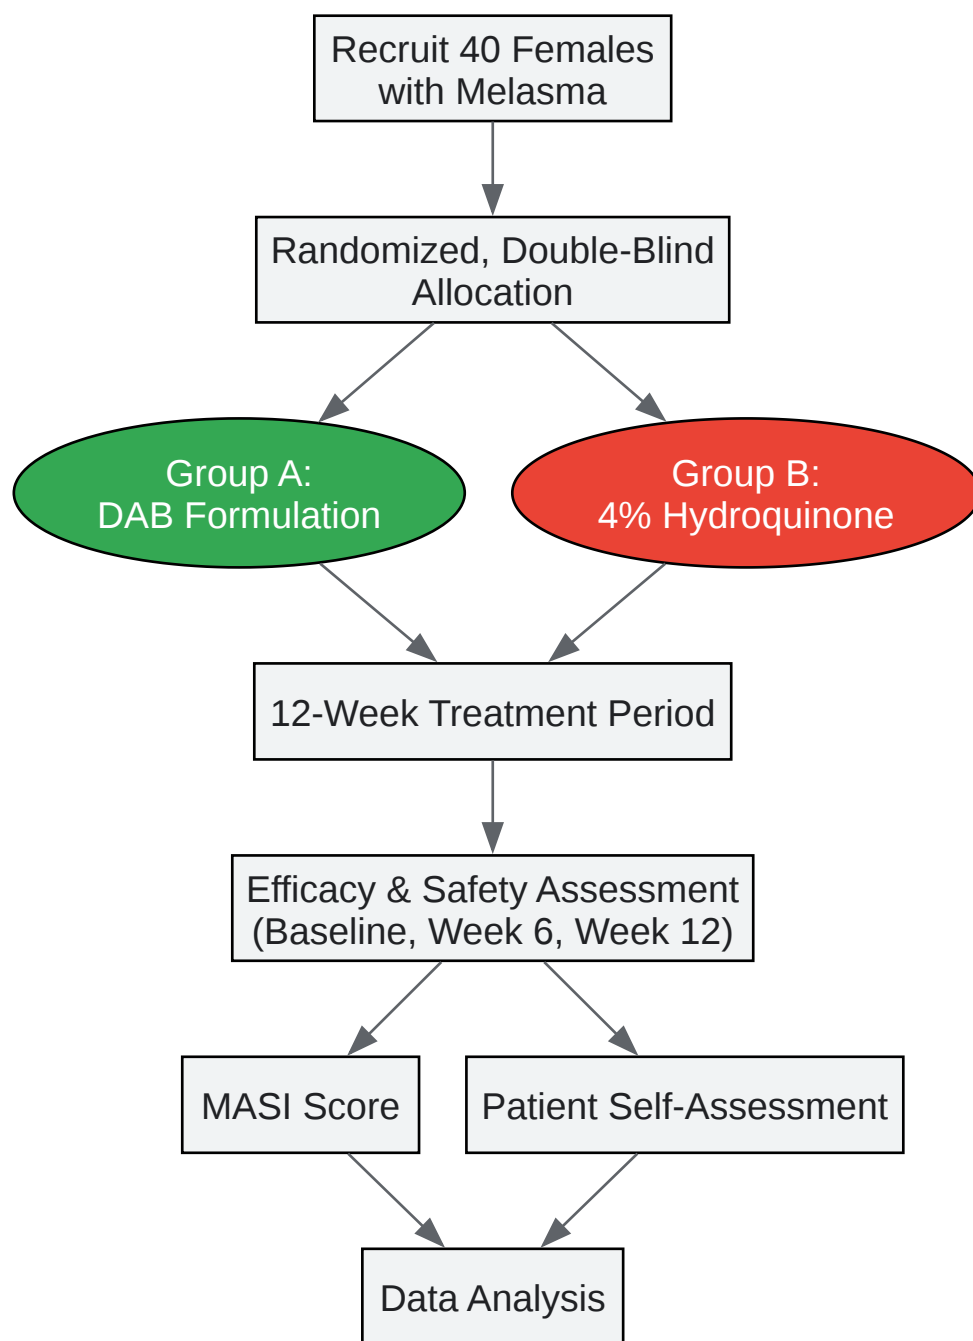 Recruit 40 Females
with Melasma
Randomized, Double-Blind
Allocation
Group A:
DAB Formulation
Group B:
4% Hydroquinone
12-Week Treatment Period
Efficacy & Safety Assessment
(Baseline, Week 6, Week 12)
MASI Score
Patient Self-Assessment
Data Analysis